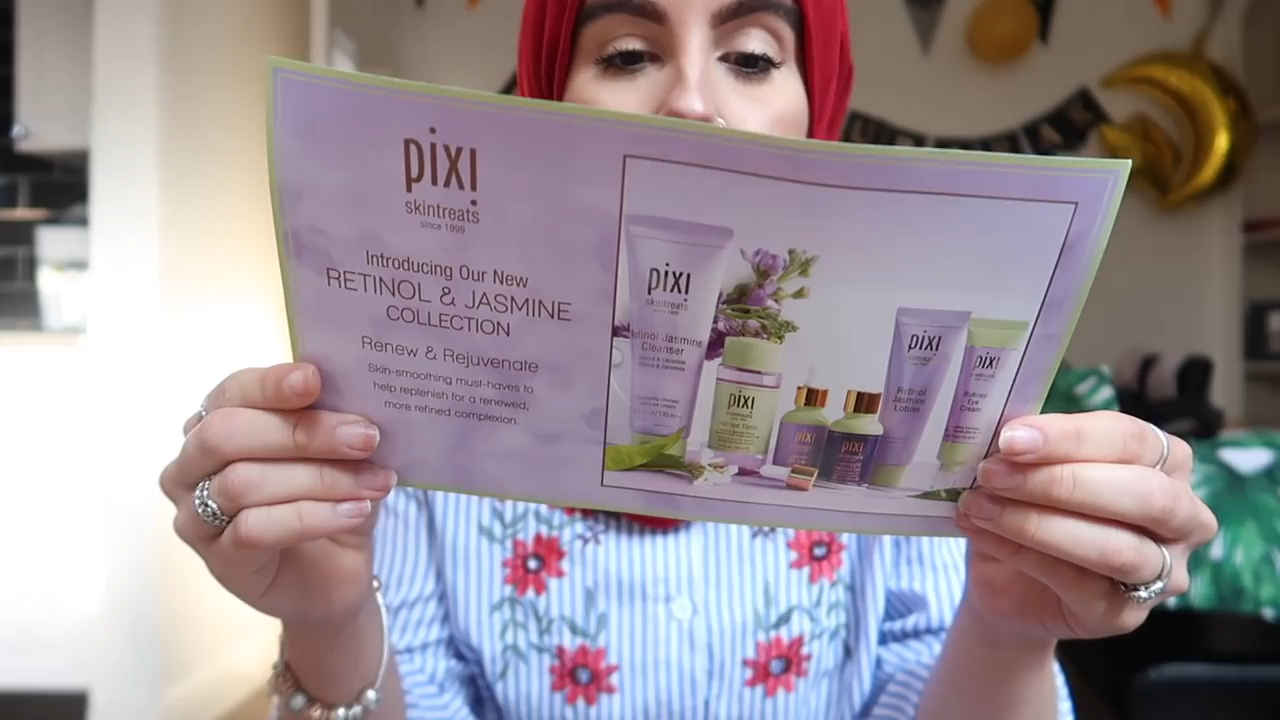 pixi
skintreats
since 1999
Introducing Our New
RETINOL & JASMINE
COLLECTION
Renew & Rejuvenate
Skin-smoothing must-haves to
help replenish for a renewed,
more refined complexion.
pixi
skintreats
Retinol Jasmine
Cleanser
pixi
pixi
pixi
pixi
Retinol
Jasmine
Lotion
pixi
Retinol
Eye
Cream